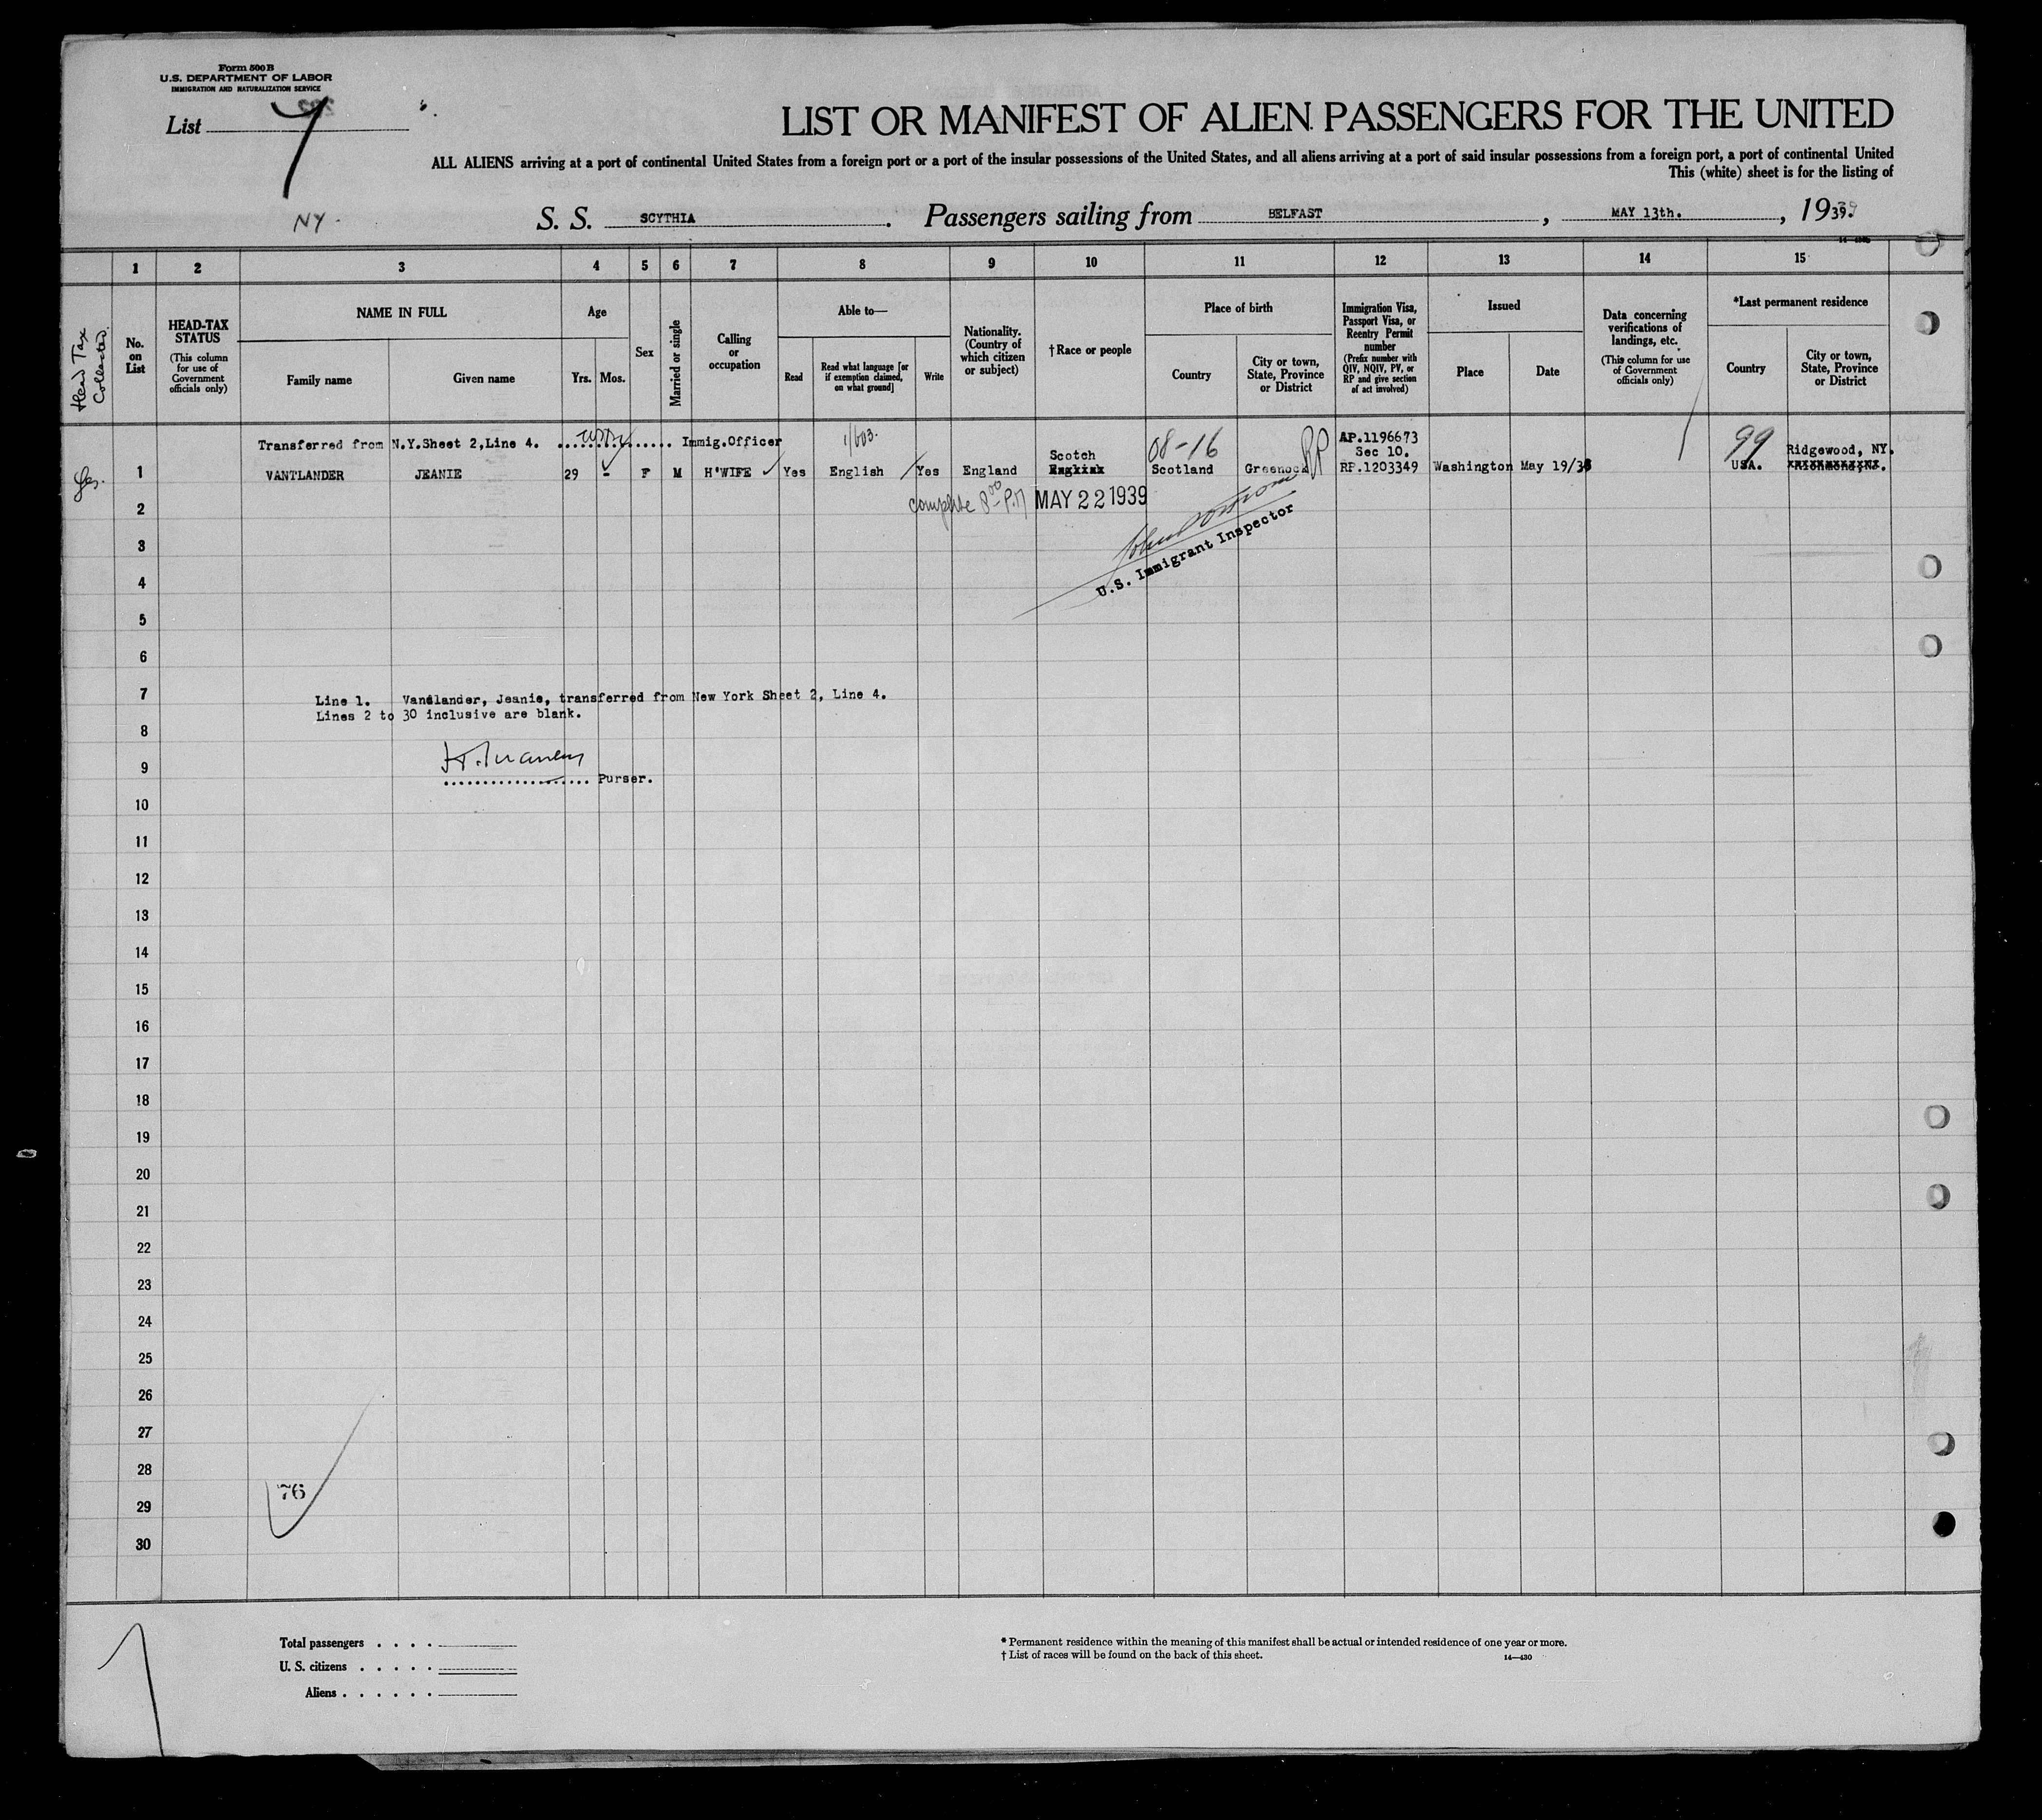 Form 500 B
U.S. DEPARTMENT OF LABOR
IMMIGRATION AND NATURALIZATION SERVICE
List 7
LIST OR MANIFEST OF ALIEN PASSENGERS FOR THE UNITED
ALL ALIENS arriving at a port of continental United States from a foreign port or a port of the insular possessions of the United States, and all aliens arriving at a port of said insular possessions from a foreign port, a port of continental United
This (white) sheet is for the listing of
NY. S. S. SCYTHIA. Passengers sailing from BELFAST, MAY 13th., 1939.
1 2 3 4 5 6 7 8 9 10 11 12 13 14 15
Head Tax Collected.
No. on List
HEAD-TAX STATUS
(This column for use of Government officials only)
NAME IN FULL
Family name Given name
Age
Yrs. Mos.
Sex
Married or single
Calling or occupation
Able to—
Read
Read what language [or if exemption claimed, on what ground]
Write
Nationality. (Country of which citizen or subject)
†Race or people
Place of birth
Country
City or town, State, Province or District
Immigration Visa, Passport Visa, or Reentry Permit number
(Prefix number with QIV, NQIV, PV, or RP and give section of act involved)
Issued
Place Date
Data concerning verifications of landings, etc.
(This column for use of Government officials only)
*Last permanent residence
Country
City or town, State, Province or District
Transferred from N.Y.Sheet 2,Line 4. .................. Immig.Officer
08-16 RP AP.1196673 99
Scotch Sec 10. Ridgewood, NY.
1 VANTLANDER JEANIE 29 - F M H'WIFE Yes English Yes England Scotland Greenock RP.1203349 Washington May 19/38 USA.
complete 8 00 P.M MAY 22 1939
U.S. Immigrant Inspector
2
3
4
5
6
7
Line 1. Vandlander, Jeanie, transferred from New York Sheet 2, Line 4.
Lines 2 to 30 inclusive are blank.
8
9
.................. Purser.
10
11
12
13
14
15
16
17
18
19
20
21
22
23
24
25
26
27
28
76
29
30
Total passengers . . . .
U. S. citizens . . . . .
Aliens . . . . . .
* Permanent residence within the meaning of this manifest shall be actual or intended residence of one year or more.
† List of races will be found on the back of this sheet.
14—430